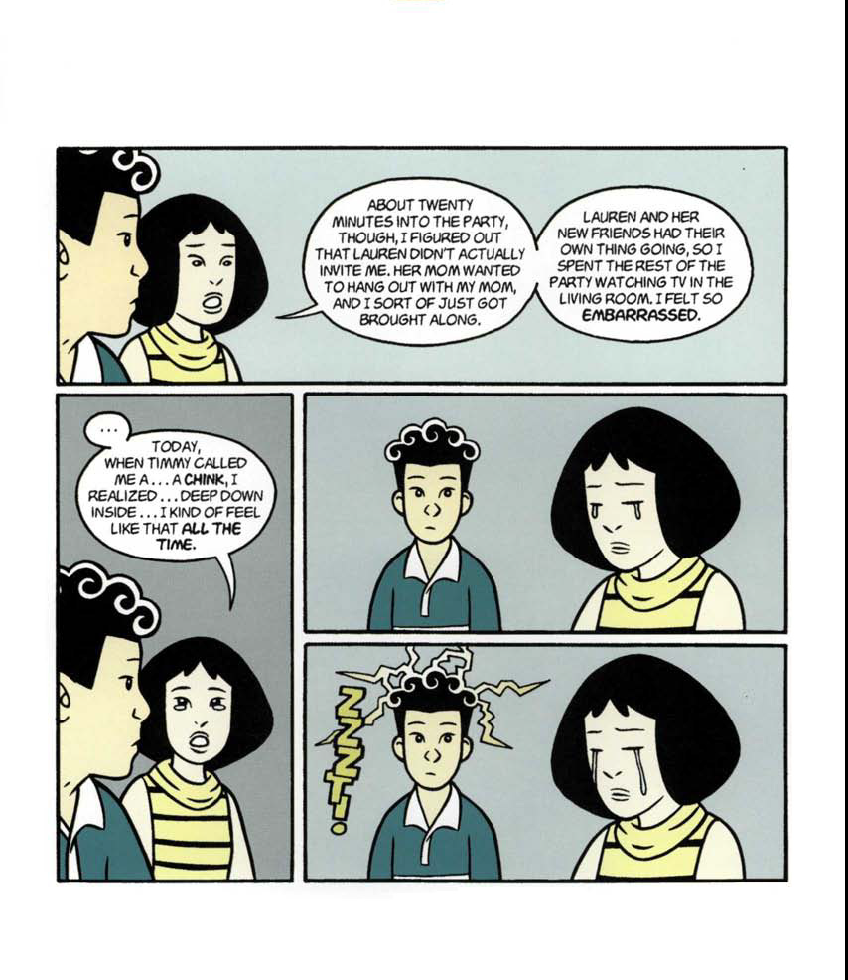 ABOUT TWENTY
MINUTES INTO THE PARTY,
THOUGH, I FIGURED OUT
THAT LAUREN DIDN'T ACTUALLY
INVITE ME. HER MOM WANTED
TO HANG OUT WITH MY MOM,
AND I SORT OF JUST GOT
BROUGHT ALONG.
LAUREN AND HER
NEW FRIENDS HAD THEIR
OWN THING GOING, SO I
SPENT THE REST OF THE
PARTY WATCHING TV IN THE
LIVING ROOM. I FELT SO
EMBARRASSED.
...
TODAY,
WHEN TIMMY CALLED
ME A... A CHINK, I
REALIZED... DEEP DOWN
INSIDE... I KIND OF FEEL
LIKE THAT ALL THE
TIME.
ZZZT!